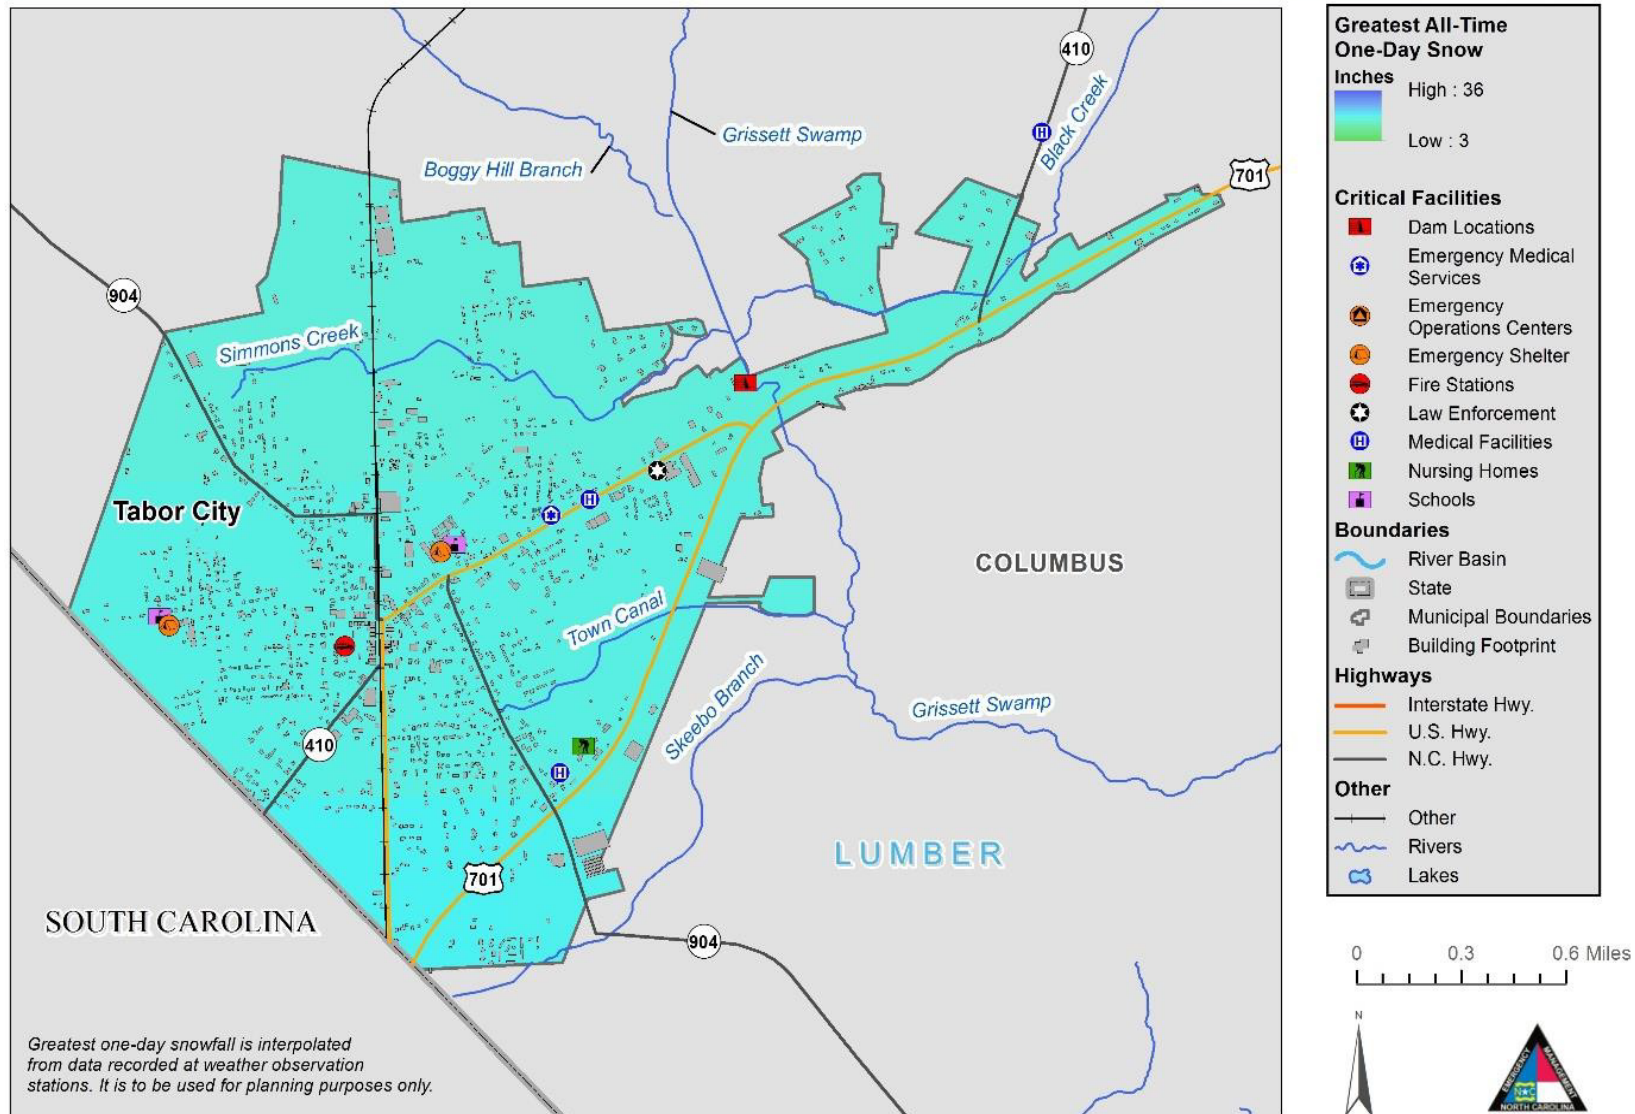 410
Grissett Swamp
Black Creek
Boggy Hill Branch
701
904
Simmons Creek
Tabor City
COLUMBUS
Town Canal
Skeebo Branch
Grissett Swamp
410
LUMBER
701
SOUTH CAROLINA
904
Greatest one-day snowfall is interpolated
from data recorded at weather observation
stations. It is to be used for planning purposes only.
Greatest All-Time
One-Day Snow
Inches
High : 36
Low : 3
Critical Facilities
Dam Locations
Emergency Medical
Services
Emergency
Operations Centers
Emergency Shelter
Fire Stations
Law Enforcement
Medical Facilities
Nursing Homes
Schools
Boundaries
River Basin
State
Municipal Boundaries
Building Footprint
Highways
Interstate Hwy.
U.S. Hwy.
N.C. Hwy.
Other
Other
Rivers
Lakes
0 0.3 0.6 Miles
N
EMERGENCY
MANAGEMENT
N C
NORTH CAROLINA